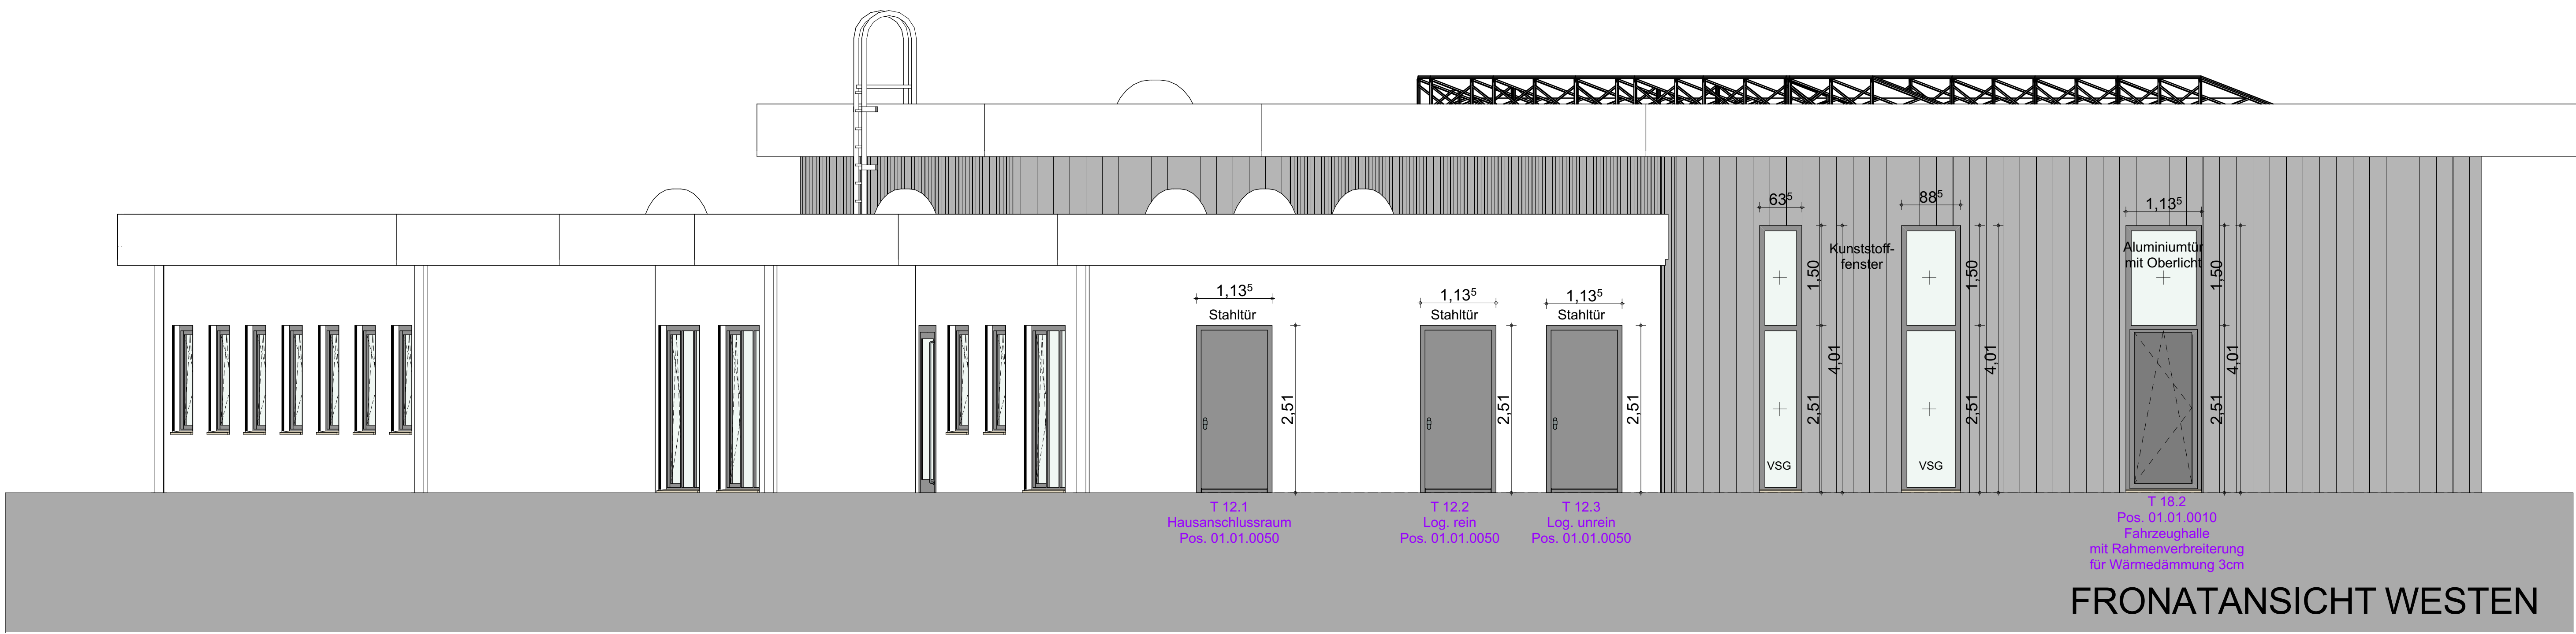 1,13⁵
Stahltür
2,51
T 12.1
Hausanschlussraum
Pos. 01.01.0050
1,13⁵
Stahltür
2,51
T 12.2
Log. rein
Pos. 01.01.0050
1,13⁵
Stahltür
2,51
T 12.3
Log. unrein
Pos. 01.01.0050
63⁵
1,50
4,01
2,51
VSG
Kunststoff-
fenster
88⁵
1,50
4,01
2,51
VSG
1,13⁵
Aluminiumtür
mit Oberlicht
1,50
4,01
2,51
T 18.2
Pos. 01.01.0010
Fahrzeughalle
mit Rahmenverbreiterung
für Wärmedämmung 3cm
FRONATANSICHT WESTEN